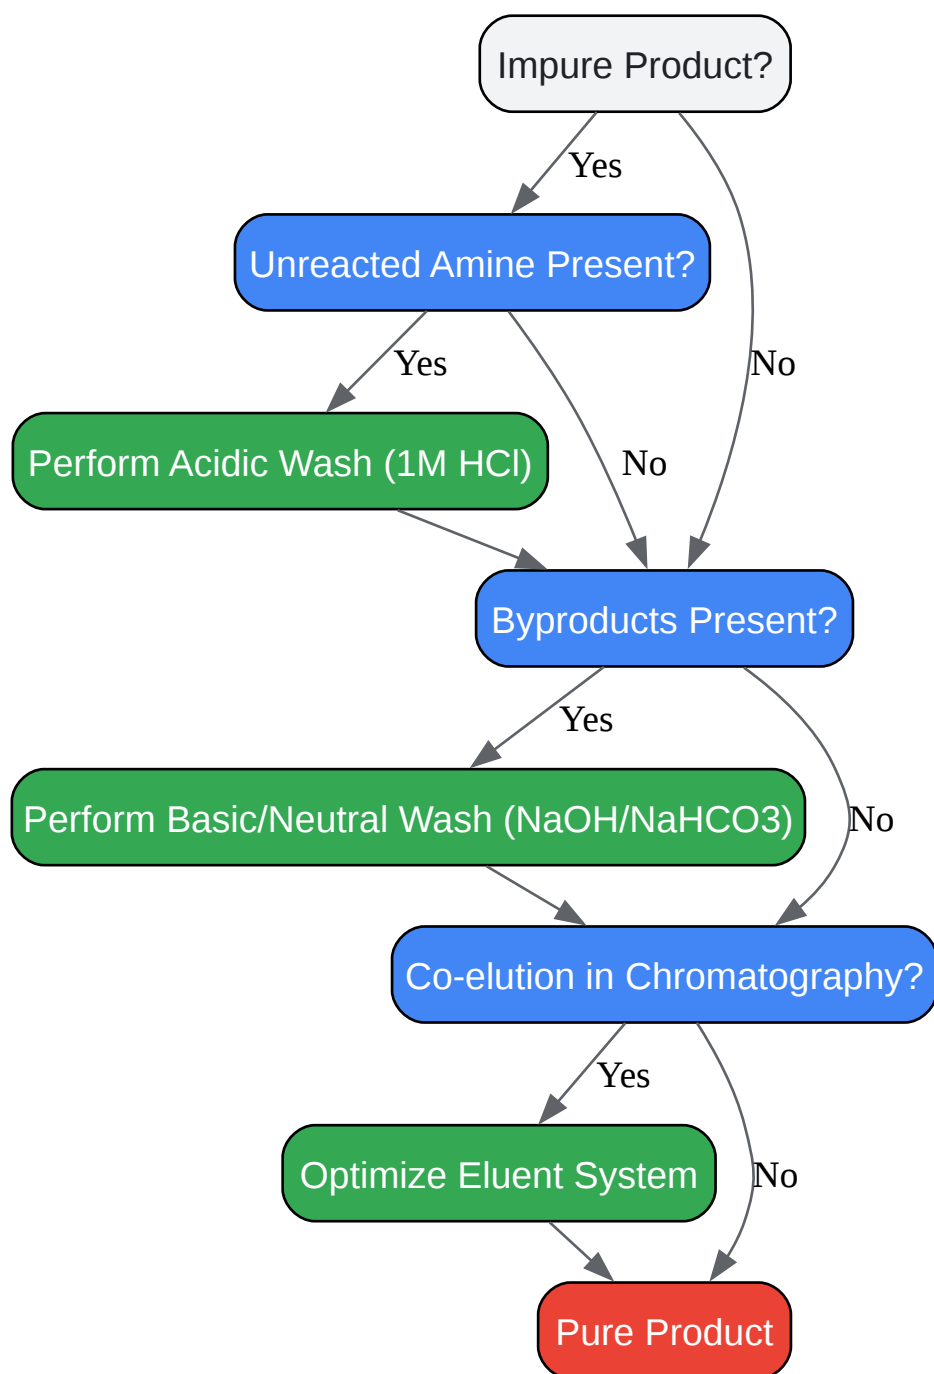 Impure Product?
Yes
Unreacted Amine Present?
Yes
No
Perform Acidic Wash (1M HCl)
No
Byproducts Present?
Yes
Perform Basic/Neutral Wash (NaOH/NaHCO3)
No
Co-elution in Chromatography?
Yes
Optimize Eluent System
No
Pure Product